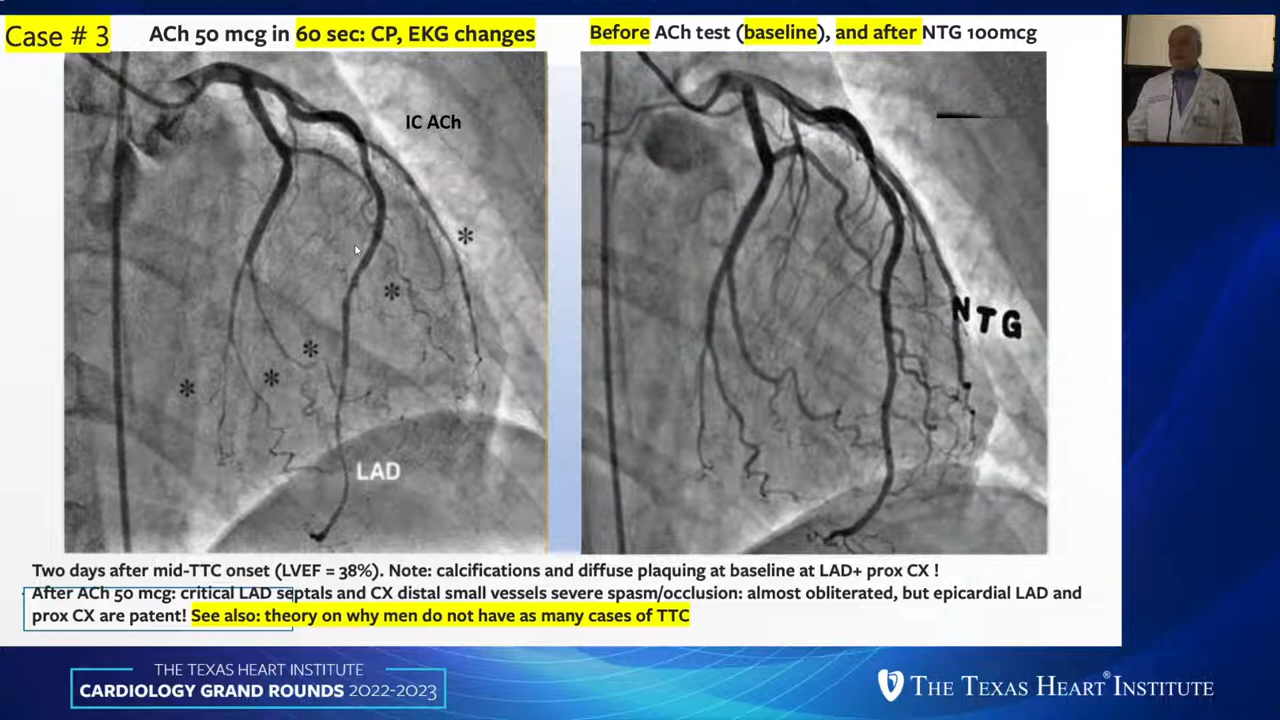 Case # 3
ACh 50 mcg in 60 sec: CP, EKG changes
Before ACh test (baseline), and after NTG 100mcg
IC ACh
*
*
*
*
*
NTG
LAD
Two days after mid-TTC onset (LVEF = 38%). Note: calcifications and diffuse plaquing at baseline at LAD+ prox CX !
After ACh 50 mcg: critical LAD septals and CX distal small vessels severe spasm/occlusion: almost obliterated, but epicardial LAD and
prox CX are patent! See also: theory on why men do not have as many cases of TTC
THE TEXAS HEART INSTITUTE
CARDIOLOGY GRAND ROUNDS 2022-2023
THE TEXAS HEART® INSTITUTE